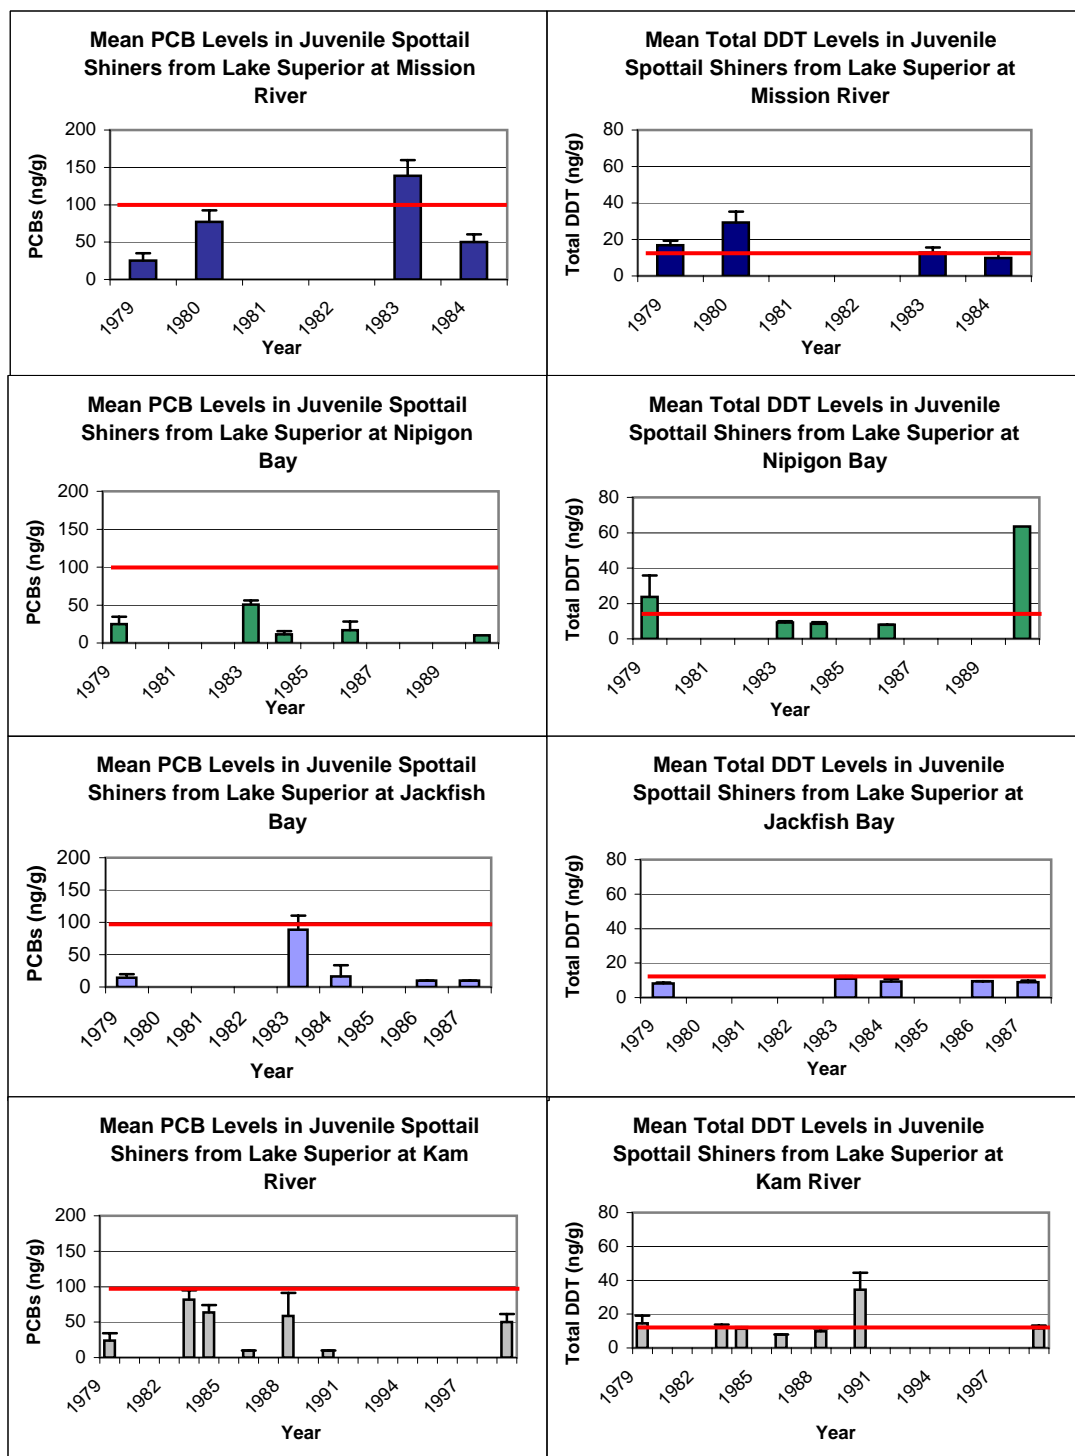 Mean PCB Levels in Juvenile Spottail
Shiners from Lake Superior at Mission
River
200
150
100
50
0
PCBs (ng/g)
1979
1980
1981
1982
1983
1984
Year
Mean Total DDT Levels in Juvenile
Spottail Shiners from Lake Superior at
Mission River
80
60
40
20
0
Total DDT (ng/g)
1979
1980
1981
1982
1983
1984
Year
Mean PCB Levels in Juvenile Spottail
Shiners from Lake Superior at Nipigon
Bay
200
150
100
50
0
PCBs (ng/g)
1979
1981
1983
1985
1987
1989
Year
Mean Total DDT Levels in Juvenile
Spottail Shiners from Lake Superior at
Nipigon Bay
80
60
40
20
0
Total DDT (ng/g)
1979
1981
1983
1985
1987
1989
Year
Mean PCB Levels in Juvenile Spottail
Shiners from Lake Superior at Jackfish
Bay
200
150
100
50
0
PCBs (ng/g)
1979
1980
1981
1982
1983
1984
1985
1986
1987
Year
Mean Total DDT Levels in Juvenile
Spottail Shiners from Lake Superior at
Jackfish Bay
80
60
40
20
0
Total DDT (ng/g)
1979
1980
1981
1982
1983
1984
1985
1986
1987
Year
Mean PCB Levels in Juvenile Spottail
Shiners from Lake Superior at Kam
River
200
150
100
50
0
PCBs (ng/g)
1979
1982
1985
1988
1991
1994
1997
Year
Mean Total DDT Levels in Juvenile
Spottail Shiners from Lake Superior at
Kam River
80
60
40
20
0
Total DDT (ng/g)
1979
1982
1985
1988
1991
1994
1997
Year